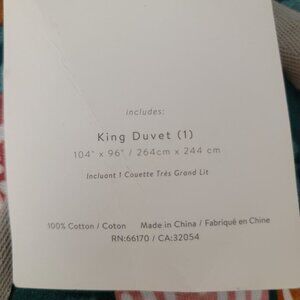 includes:
King Duvet (1)
104" x 96" / 264cm x 244 cm
Incluant 1 Couette Très Grand Lit
100% Cotton / Coton Made in China / Fabriqué en Chine
RN:66170 / CA:32054